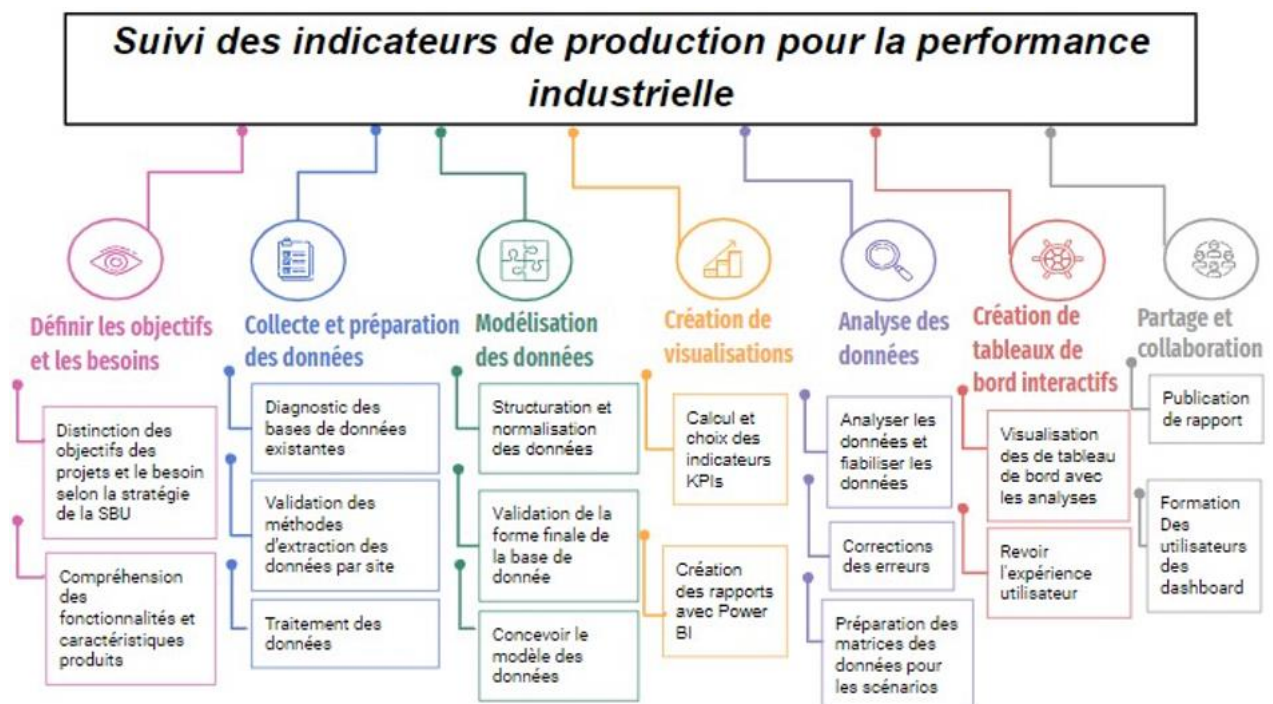 Suivi des indicateurs de production pour la performance
industrielle
Définir les objectifs
et les besoins
Distinction des
objectifs des
projets et le besoin
selon la stratégie
de la SBU
Compréhension
des
fonctionnalités et
caractéristiques
produits
Collecte et préparation
des données
Diagnostic des
bases de données
existantes
Validation des
méthodes
d'extraction des
données par site
Traitement des
données
Modélisation
des données
Structuration et
normalisation
des données
Validation de la
forme finale de
la base de
donnée
Concevoir le
modèle des
données
Création de
visualisations
Calcul et
choix des
indicateurs
KPIs
Création
des rapports
avec Power
BI
Analyse des
données
Analyser les
données et
fiabiliser les
données
Corrections
des erreurs
Préparation des
matrices des
données pour
les scénarios
Création de
tableaux de
bord interactifs
Visualisation
des de tableau
de bord avec
les analyses
Revoir
l'expérience
utilisateur
Partage et
collaboration
Publication
de rapport
Formation
Des
utilisateurs
des
dashboard